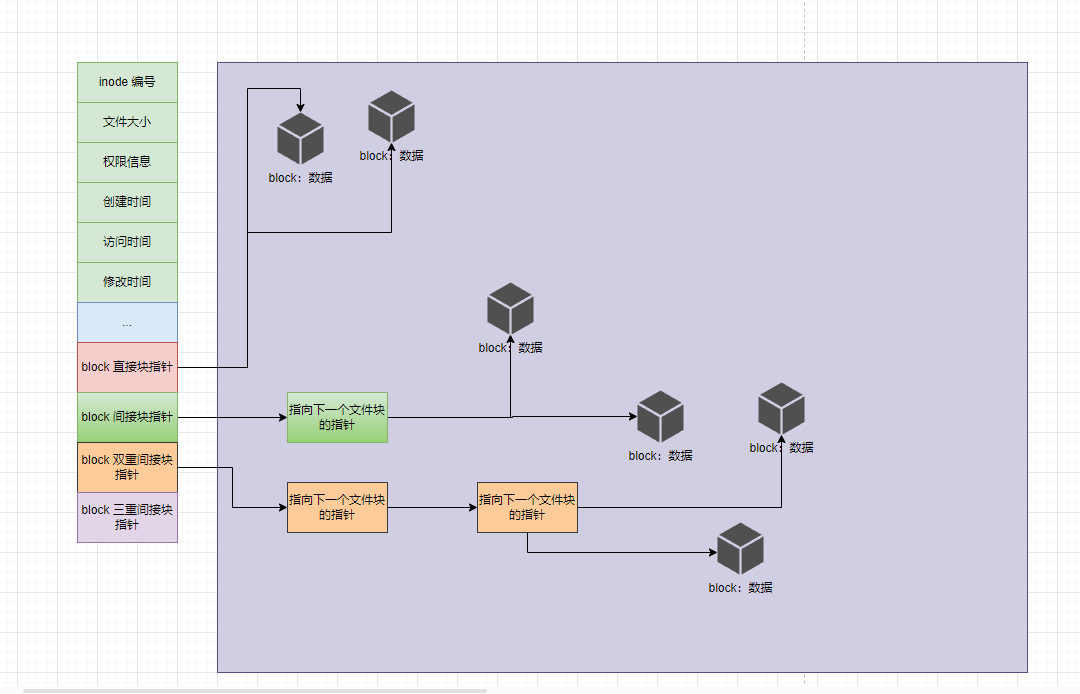 inode 编号
文件大小
权限信息
创建时间
访问时间
修改时间
...
block 直接块指针
block 间接块指针
block 双重间接块
指针
block 三重间接块
指针
block: 数据
block: 数据
block: 数据
指向下一个文件块
的指针
block: 数据
block: 数据
指向下一个文件块
的指针
指向下一个文件块
的指针
block: 数据